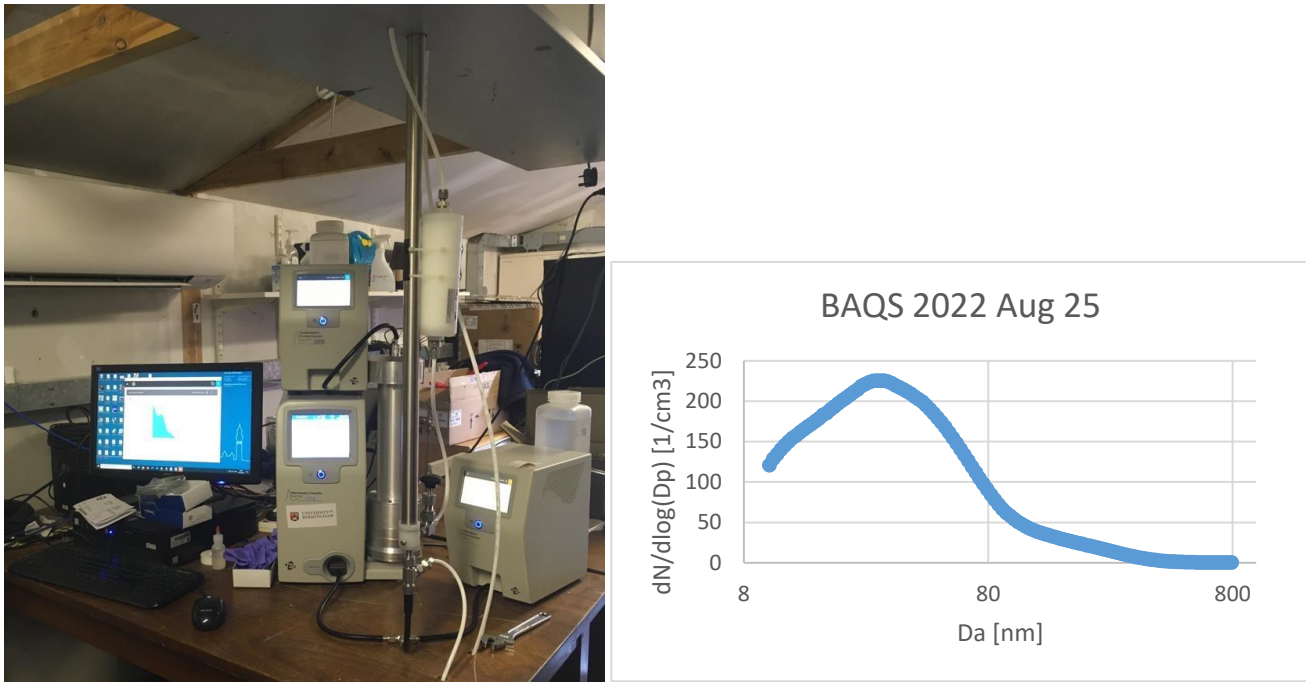 UNIVERSITY OF
BIRMINGHAM
BAQS 2022 Aug 25
dN/dlog(Dp) [1/cm3]
250
200
150
100
50
0
8
80
800
Da [nm]